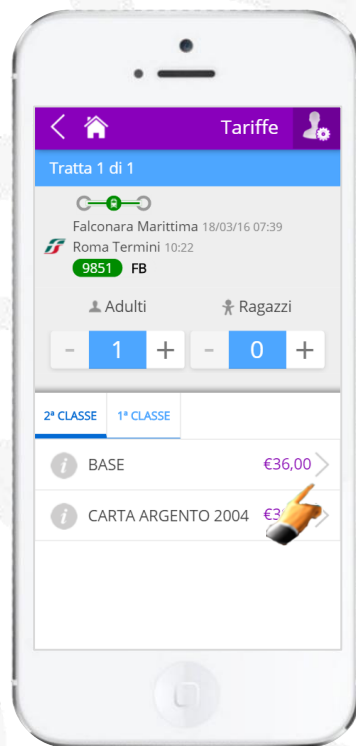 Tariffe
Tratta 1 di 1
Falconara Marittima 18/03/16 07:39
Roma Termini 10:22
9851 FB
Adulti Ragazzi
- 1 + - 0 +
2ª CLASSE 1ª CLASSE
BASE €36,00
CARTA ARGENTO 2004